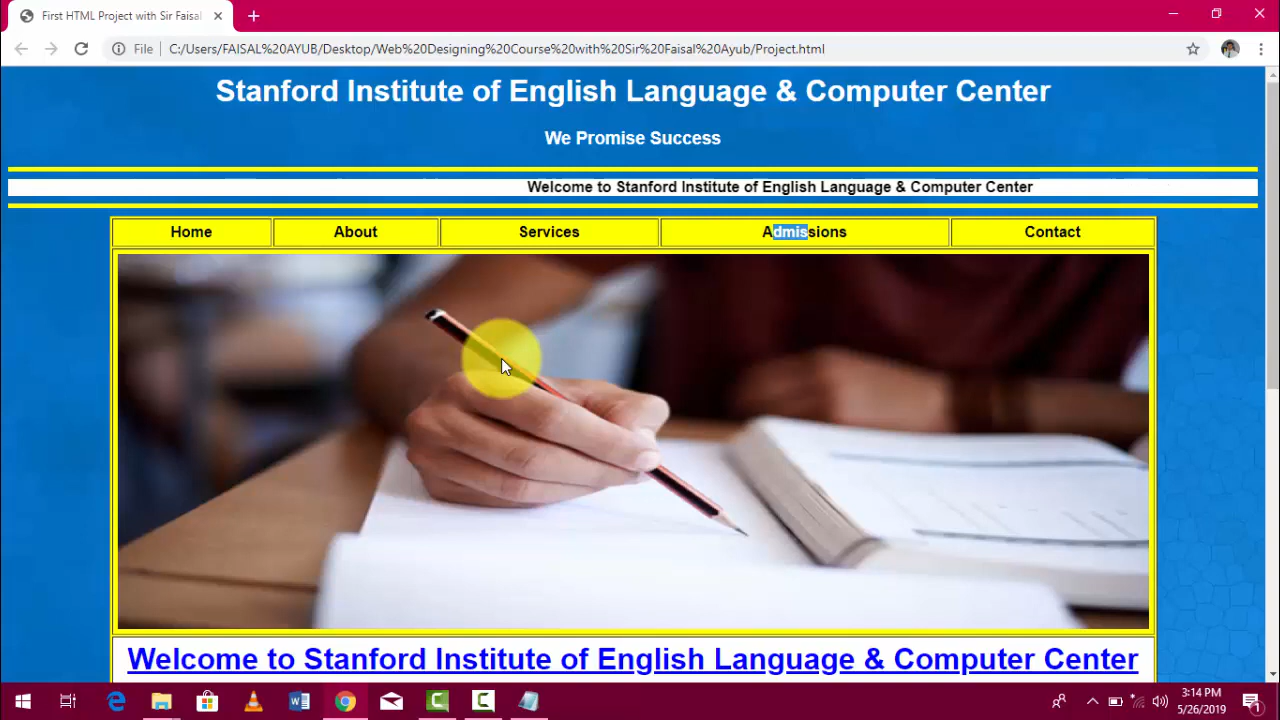 First HTML Project with Sir Faisal
File
C:/Users/FAISAL%20AYUB/Desktop/Web%20Designing%20Course%20with%20Sir%20Faisal%20Ayub/Project.html
Stanford Institute of English Language & Computer Center
We Promise Success
Welcome to Stanford Institute of English Language & Computer Center
Home About Services Admissions Contact
Welcome to Stanford Institute of English Language & Computer Center
3:14 PM
5/26/2019
1